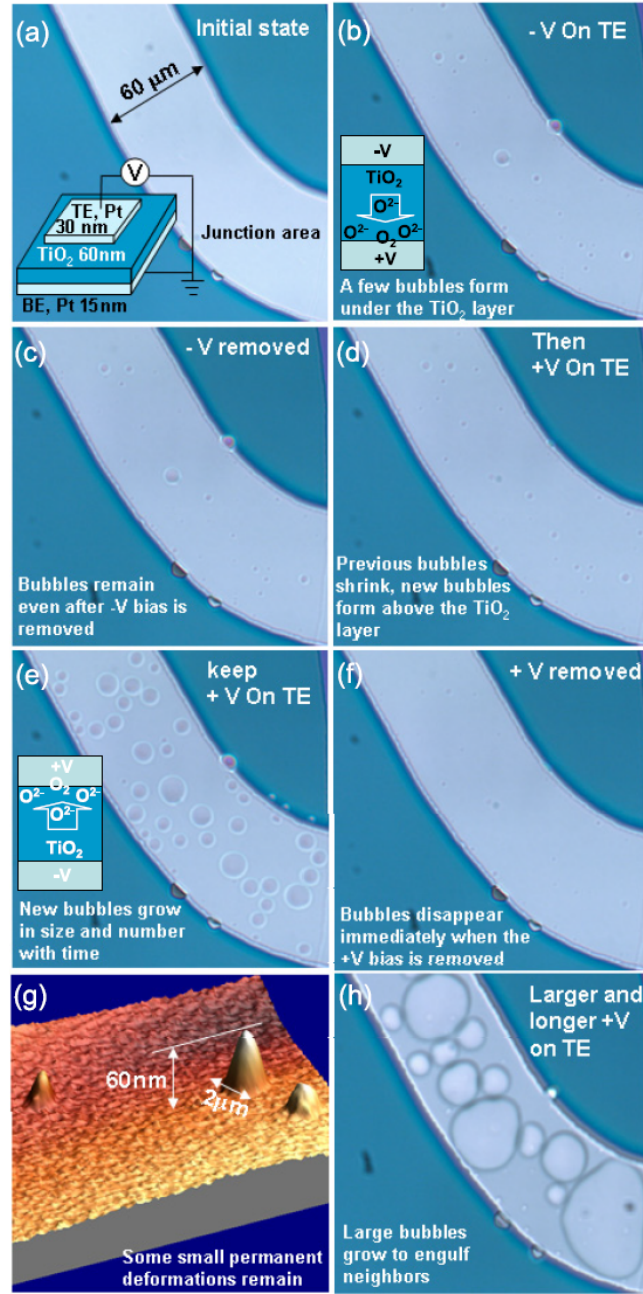 (a)
Initial state
60 μm
V
TE, Pt
30 nm
TiO₂ 60nm
BE, Pt 15nm
Junction area
(b)
- V On TE
-V
TiO₂
O²⁻
O²⁻ O₂ O²⁻
+V
A few bubbles form
under the TiO₂ layer
(c)
- V removed
Bubbles remain
even after -V bias is
removed
(d)
Then
+V On TE
Previous bubbles
shrink, new bubbles
form above the TiO₂
layer
(e)
keep
+ V On TE
+V
O₂
O²⁻ O²⁻
O²⁻
TiO₂
-V
New bubbles grow
in size and number
with time
(f)
+ V removed
Bubbles disappear
immediately when the
+V bias is removed
(g)
60nm
2μm
Some small permanent
deformations remain
(h)
Larger and
longer +V
on TE
Large bubbles
grow to engulf
neighbors